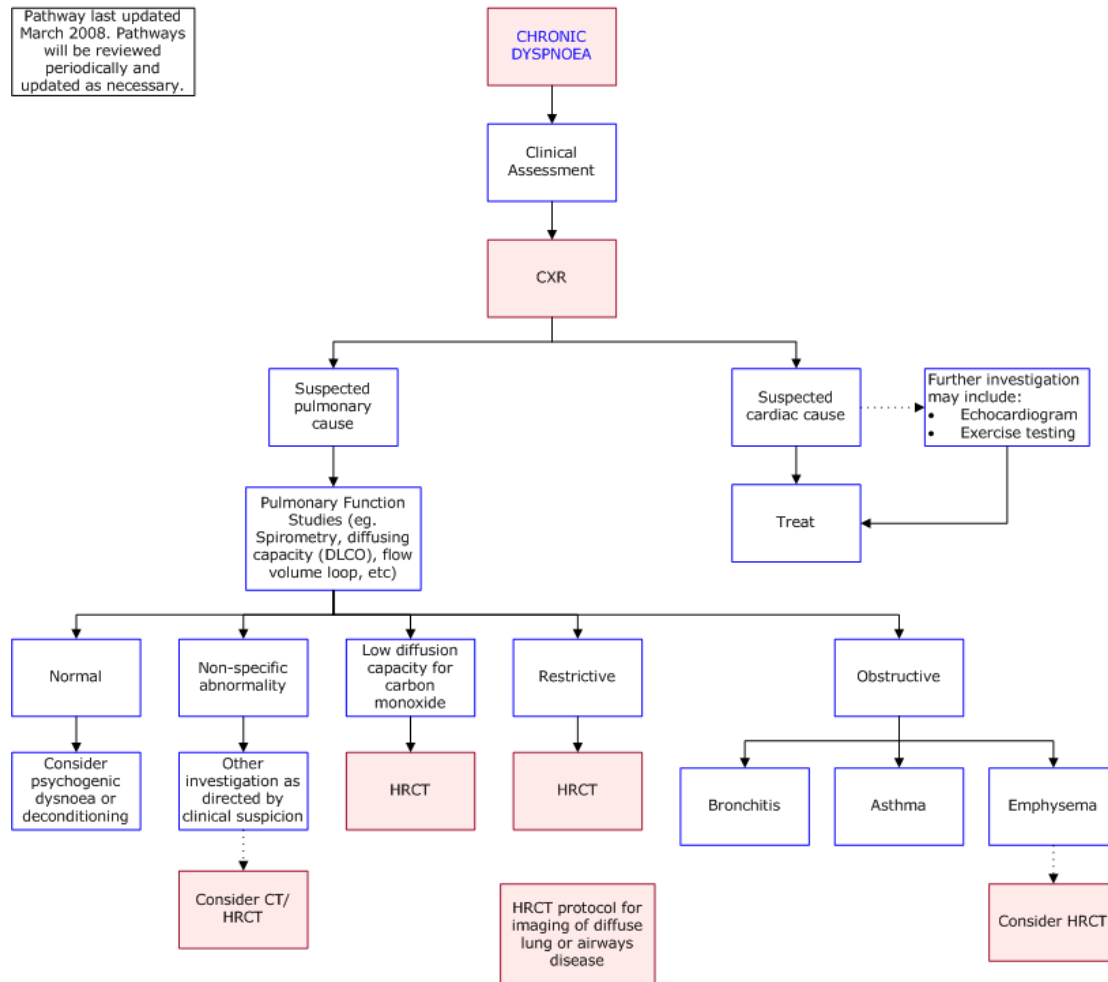 Pathway last updated
March 2008. Pathways
will be reviewed
periodically and
updated as necessary.
CHRONIC
DYSPNOEA
Clinical
Assessment
CXR
Suspected
pulmonary
cause
Suspected
cardiac cause
Further investigation
may include:
• Echocardiogram
• Exercise testing
Pulmonary Function
Studies (eg.
Spirometry, diffusing
capacity (DLCO), flow
volume loop, etc)
Treat
Normal
Non-specific
abnormality
Low diffusion
capacity for
carbon
monoxide
Restrictive
Obstructive
Consider
psychogenic
dysnoea or
deconditioning
Other
investigation as
directed by
clinical suspicion
HRCT
HRCT
Bronchitis
Asthma
Emphysema
Consider CT/
HRCT
HRCT protocol for
imaging of diffuse
lung or airways
disease
Consider HRCT